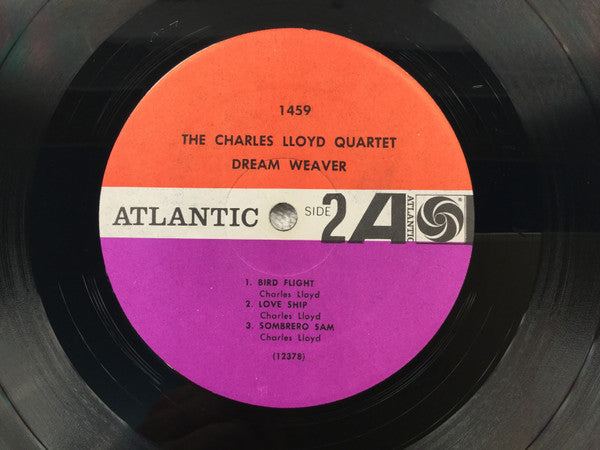 1459
THE CHARLES LLOYD QUARTET
DREAM WEAVER
ATLANTIC SIDE 2 A ATLANTIC
1. BIRD FLIGHT
Charles Lloyd
2. LOVE SHIP
Charles Lloyd
3. SOMBRERO SAM
Charles Lloyd
(12378)